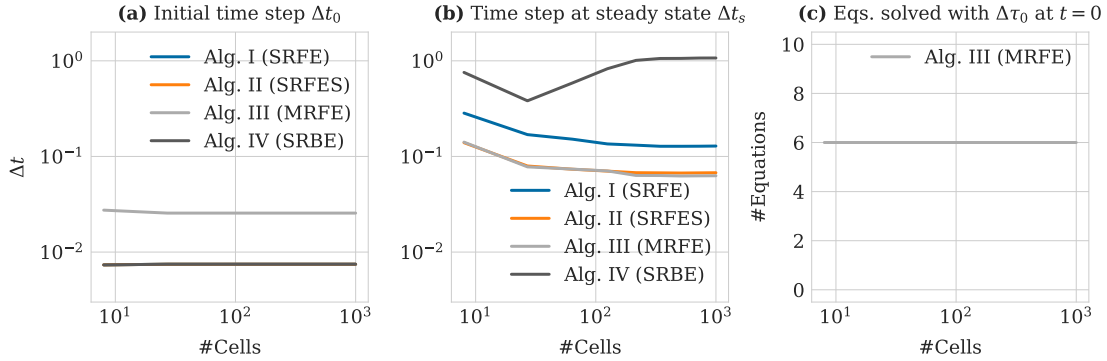 (a) Initial time step Δt₀
10⁰
10⁻¹
10⁻²
Δt
Alg. I (SRFE)
Alg. II (SRFES)
Alg. III (MRFE)
Alg. IV (SRBE)
10¹
10²
10³
#Cells
(b) Time step at steady state Δtₛ
10⁰
10⁻¹
10⁻²
Alg. I (SRFE)
Alg. II (SRFES)
Alg. III (MRFE)
Alg. IV (SRBE)
10¹
10²
10³
#Cells
(c) Eqs. solved with Δτ₀ at t = 0
10
8
6
4
2
0
#Equations
Alg. III (MRFE)
10¹
10²
10³
#Cells